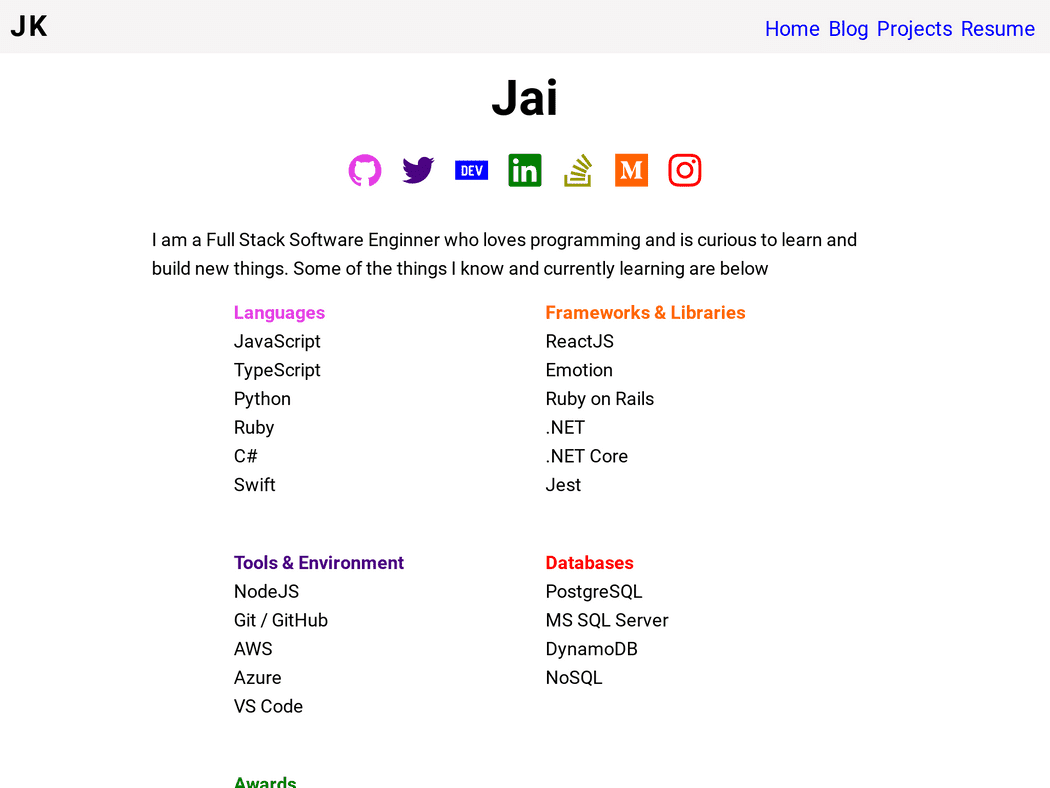 JK
Home Blog Projects Resume
Jai
DEV
in
M
I am a Full Stack Software Enginner who loves programming and is curious to learn and
build new things. Some of the things I know and currently learning are below
Languages
JavaScript
TypeScript
Python
Ruby
C#
Swift
Frameworks & Libraries
ReactJS
Emotion
Ruby on Rails
.NET
.NET Core
Jest
Tools & Environment
NodeJS
Git / GitHub
AWS
Azure
VS Code
Databases
PostgreSQL
MS SQL Server
DynamoDB
NoSQL
Awards